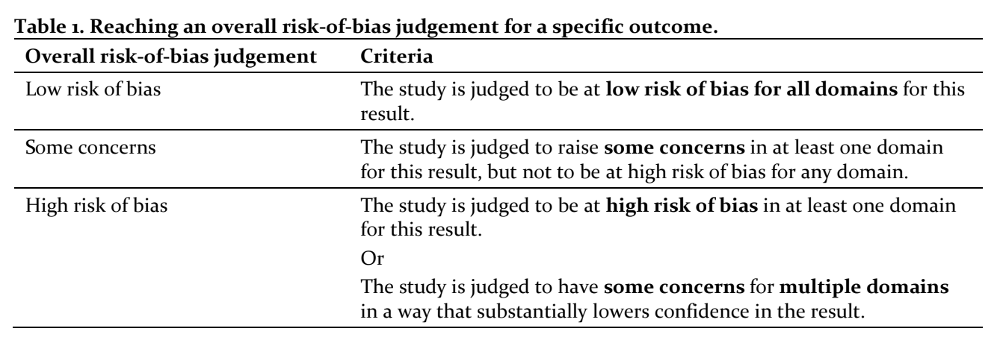 Table 1. Reaching an overall risk-of-bias judgement for a specific outcome.
Overall risk-of-bias judgement Criteria
Low risk of bias The study is judged to be at low risk of bias for all domains for this
result.
Some concerns The study is judged to raise some concerns in at least one domain
for this result, but not to be at high risk of bias for any domain.
High risk of bias The study is judged to be at high risk of bias in at least one domain
for this result.
Or
The study is judged to have some concerns for multiple domains
in a way that substantially lowers confidence in the result.